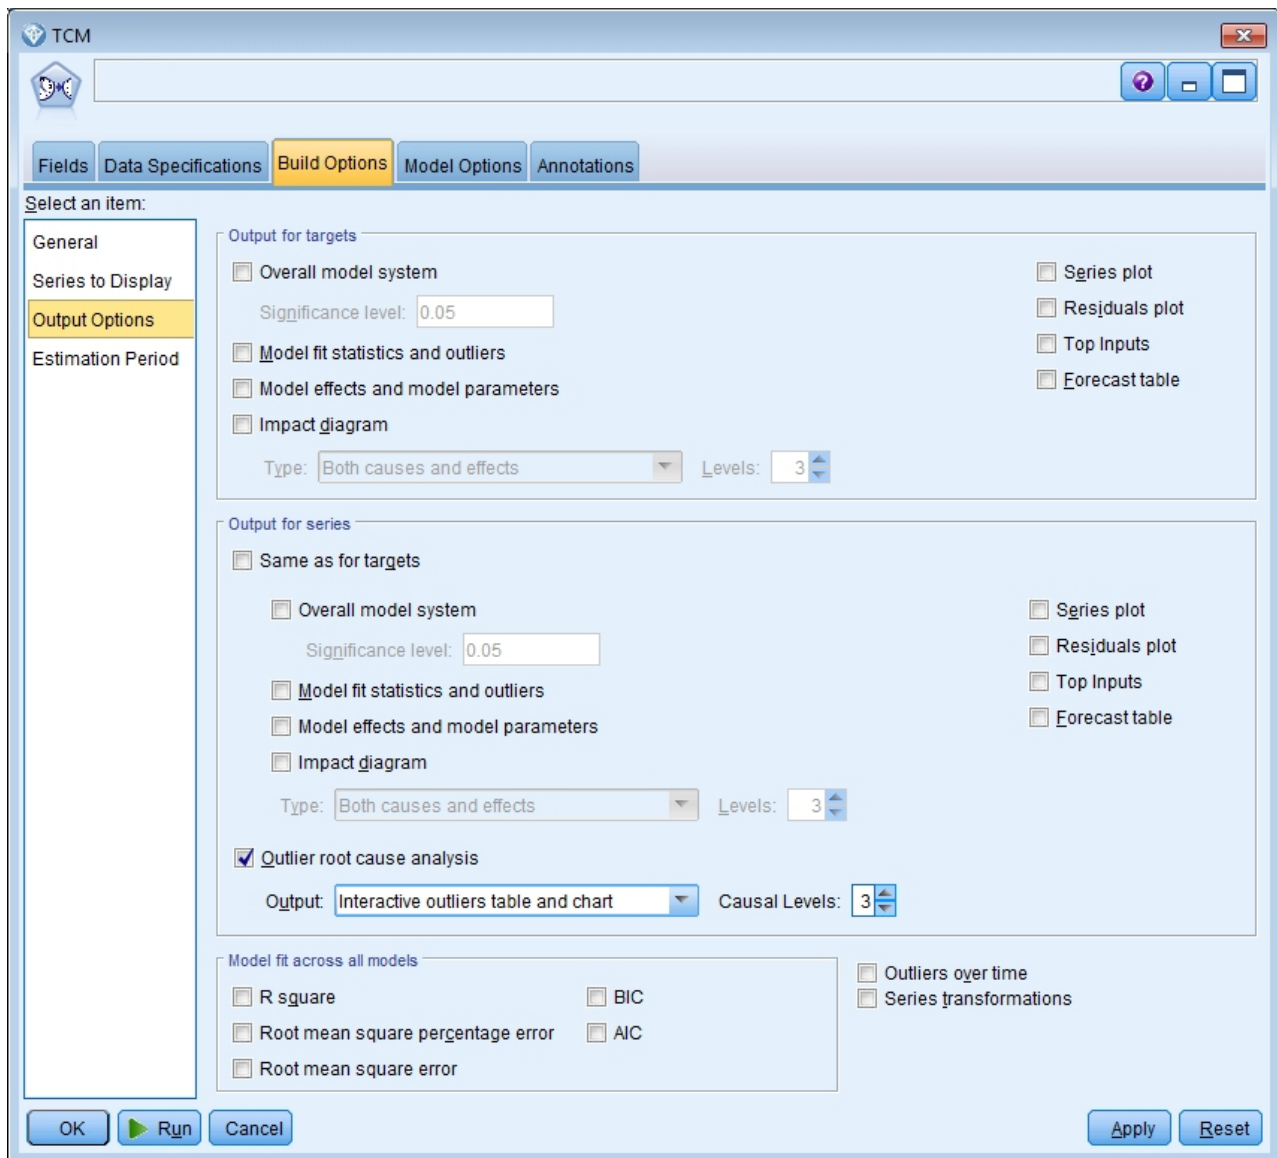 TCM
Fields Data Specifications Build Options Model Options Annotations
Select an item:
General
Series to Display
Output Options
Estimation Period
Output for targets
Overall model system
Significance level: 0.05
Model fit statistics and outliers
Model effects and model parameters
Impact diagram
Type: Both causes and effects Levels: 3
Series plot
Residuals plot
Top Inputs
Forecast table
Output for series
Same as for targets
Overall model system
Significance level: 0.05
Model fit statistics and outliers
Model effects and model parameters
Impact diagram
Type: Both causes and effects Levels: 3
Series plot
Residuals plot
Top Inputs
Forecast table
Outlier root cause analysis
Output: Interactive outliers table and chart Causal Levels: 3
Model fit across all models
R square
Root mean square percentage error
Root mean square error
BIC
AIC
Outliers over time
Series transformations
OK Run Cancel Apply Reset